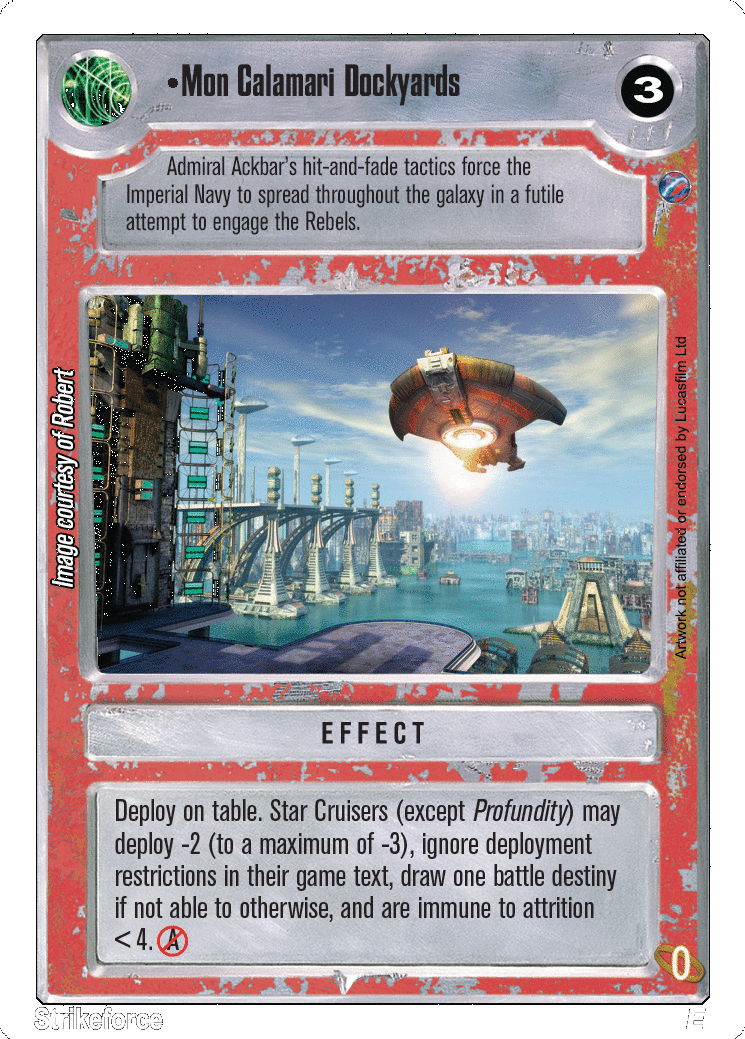 •Mon Calamari Dockyards
3
Admiral Ackbar's hit-and-fade tactics force the
Imperial Navy to spread throughout the galaxy in a futile
attempt to engage the Rebels.
Image courtesy of Robert
Artwork not affiliated or endorsed by Lucasfilm Ltd
EFFECT
Deploy on table. Star Cruisers (except Profundity) may
deploy -2 (to a maximum of -3), ignore deployment
restrictions in their game text, draw one battle destiny
if not able to otherwise, and are immune to attrition
< 4. A
0
Strikeforce
E